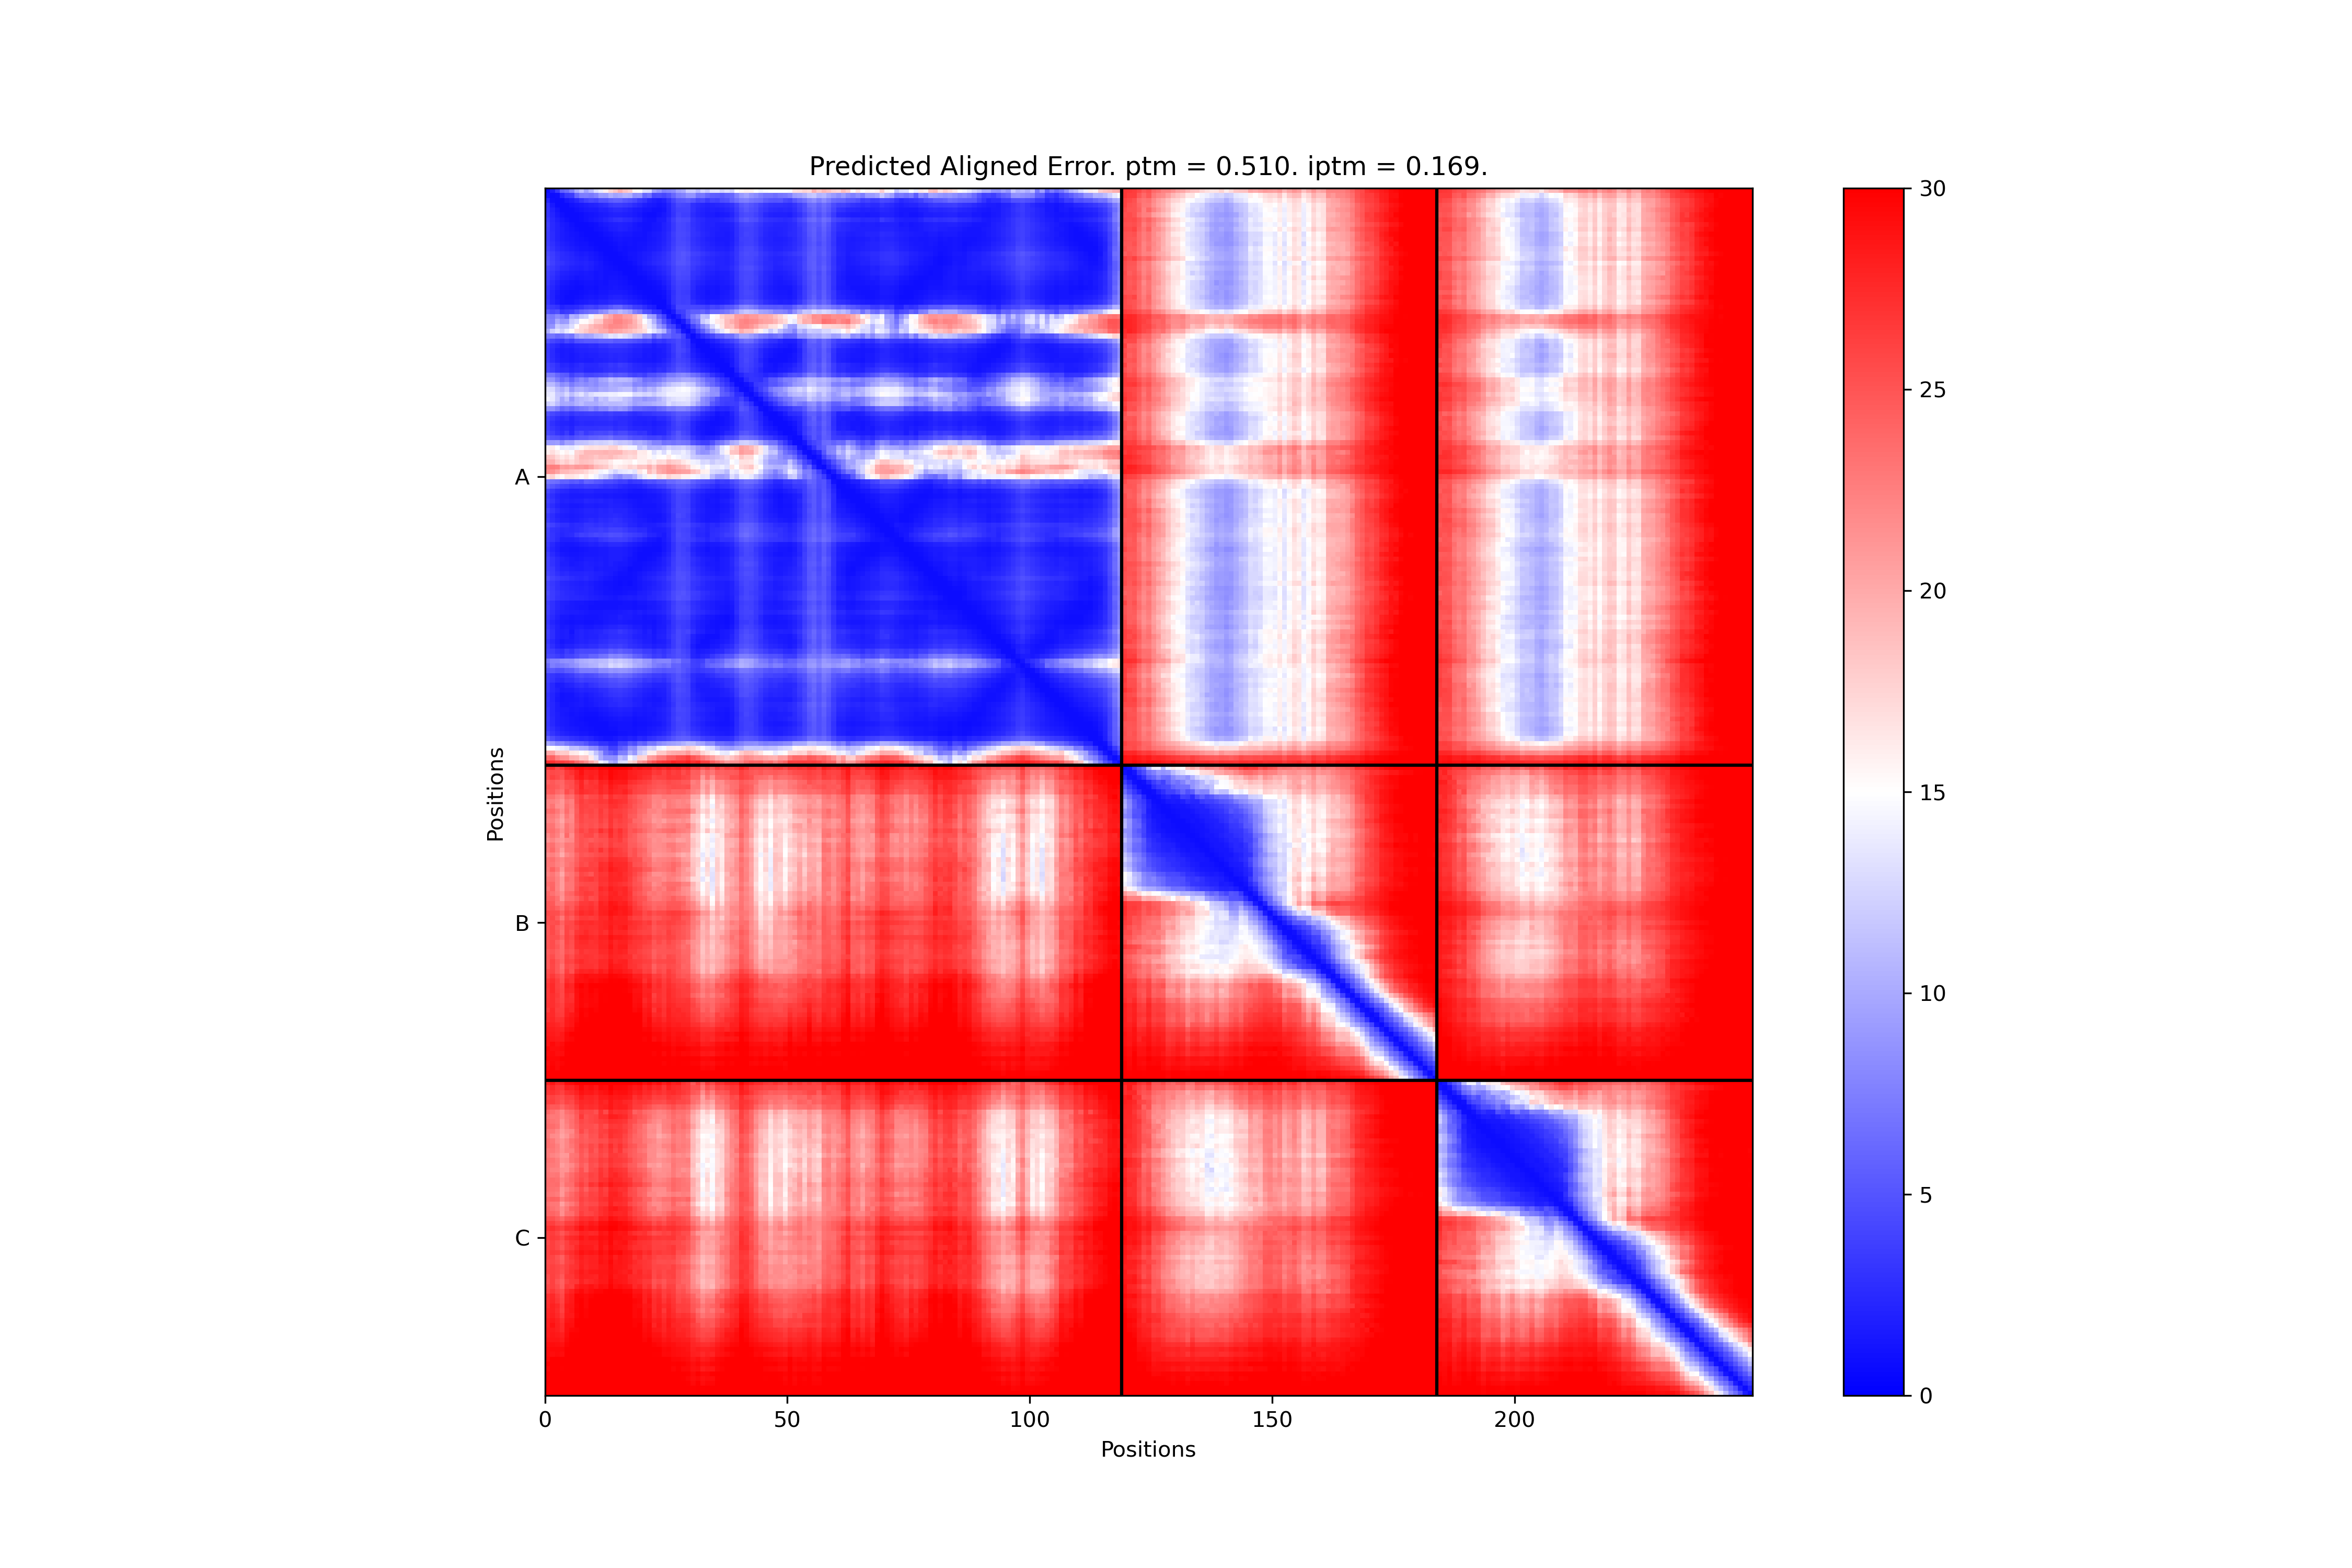 Predicted Aligned Error. ptm = 0.510. iptm = 0.169.
A
B
C
Positions
0
50
100
150
200
Positions
30
25
20
15
10
5
0